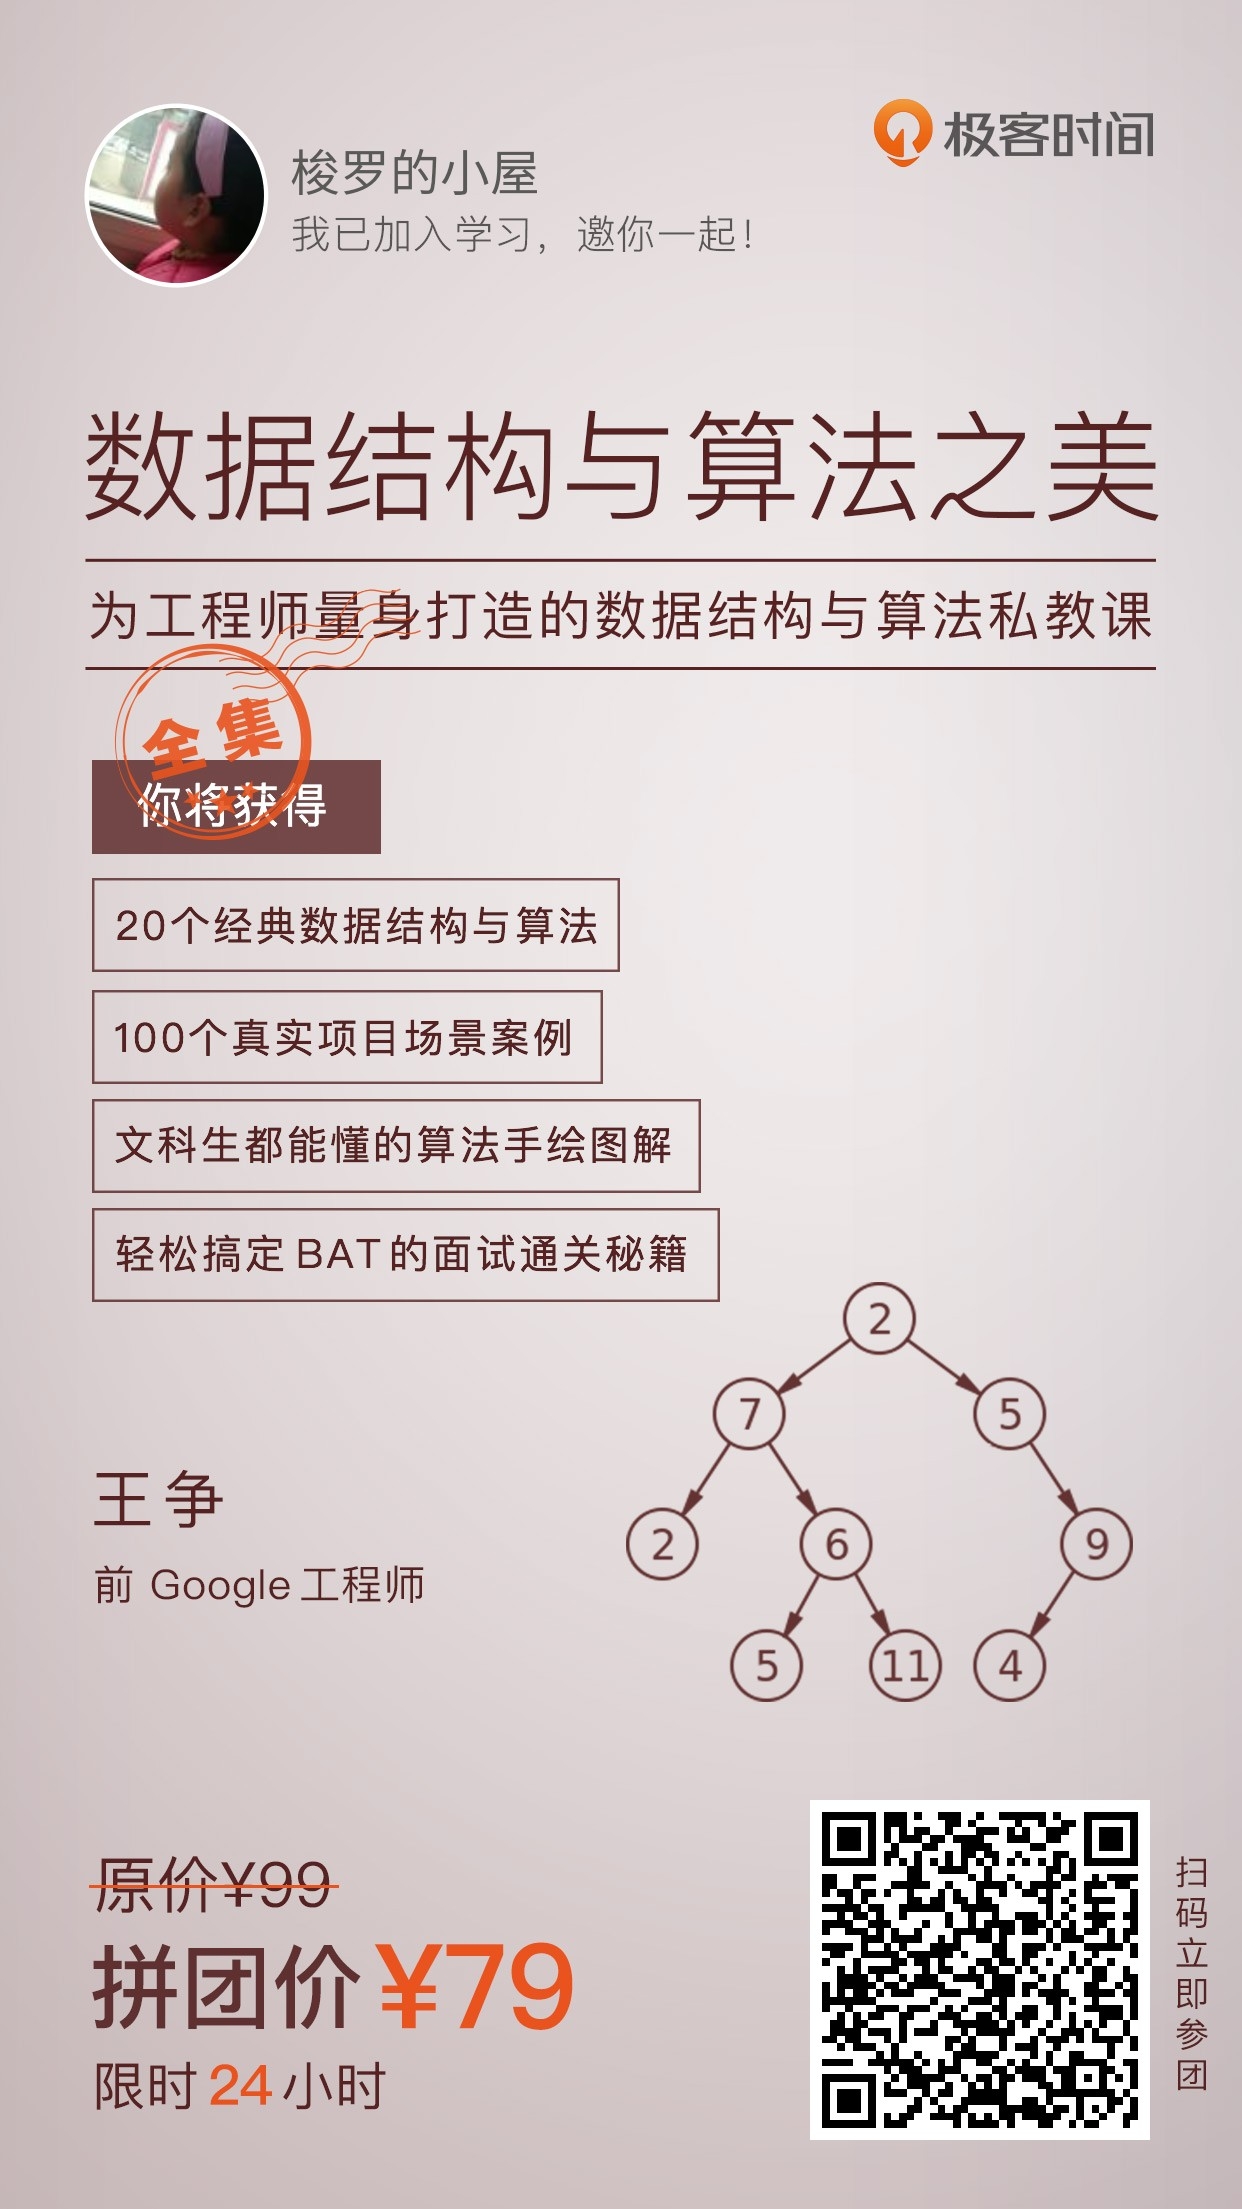 极客时间
梭罗的小屋
我已加入学习，邀你一起！
数据结构与算法之美
为工程师量身打造的数据结构与算法私教课
全集
你将获得
20个经典数据结构与算法
100个真实项目场景案例
文科生都能懂的算法手绘图解
轻松搞定BAT的面试通关秘籍
2
7 5
2 6 9
5 11 4
王争
前 Google 工程师
原价¥99
拼团价¥79
限时24小时
扫码立即参团